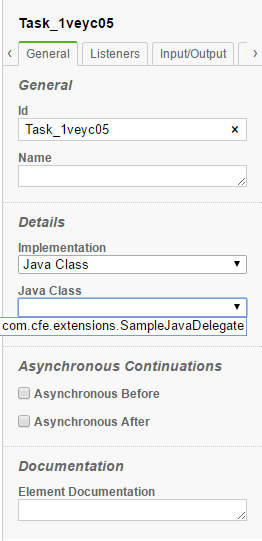 Task_1veyc05
General Listeners Input/Output
General
Id
Task_1veyc05 ×
Name
Details
Implementation
Java Class
Java Class
com.cfe.extensions.SampleJavaDelegate
Asynchronous Continuations
Asynchronous Before
Asynchronous After
Documentation
Element Documentation